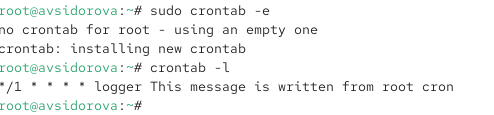 root@avsidorova:~# sudo crontab -e
no crontab for root - using an empty one
crontab: installing new crontab
root@avsidorova:~# crontab -l
*/1 * * * * logger This message is written from root cron
root@avsidorova:~#